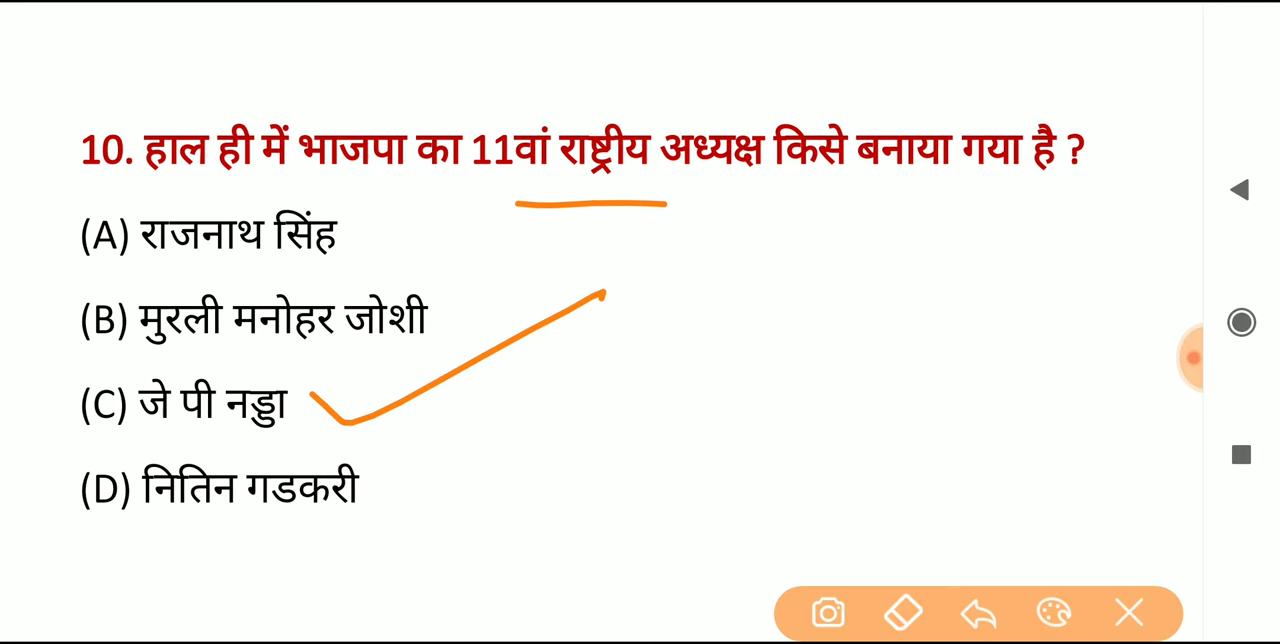 10. हाल ही में भाजपा का 11वां राष्ट्रीय अध्यक्ष किसे बनाया गया है ?
(A) राजनाथ सिंह
(B) मुरली मनोहर जोशी
(C) जे पी नड्डा
(D) नितिन गडकरी